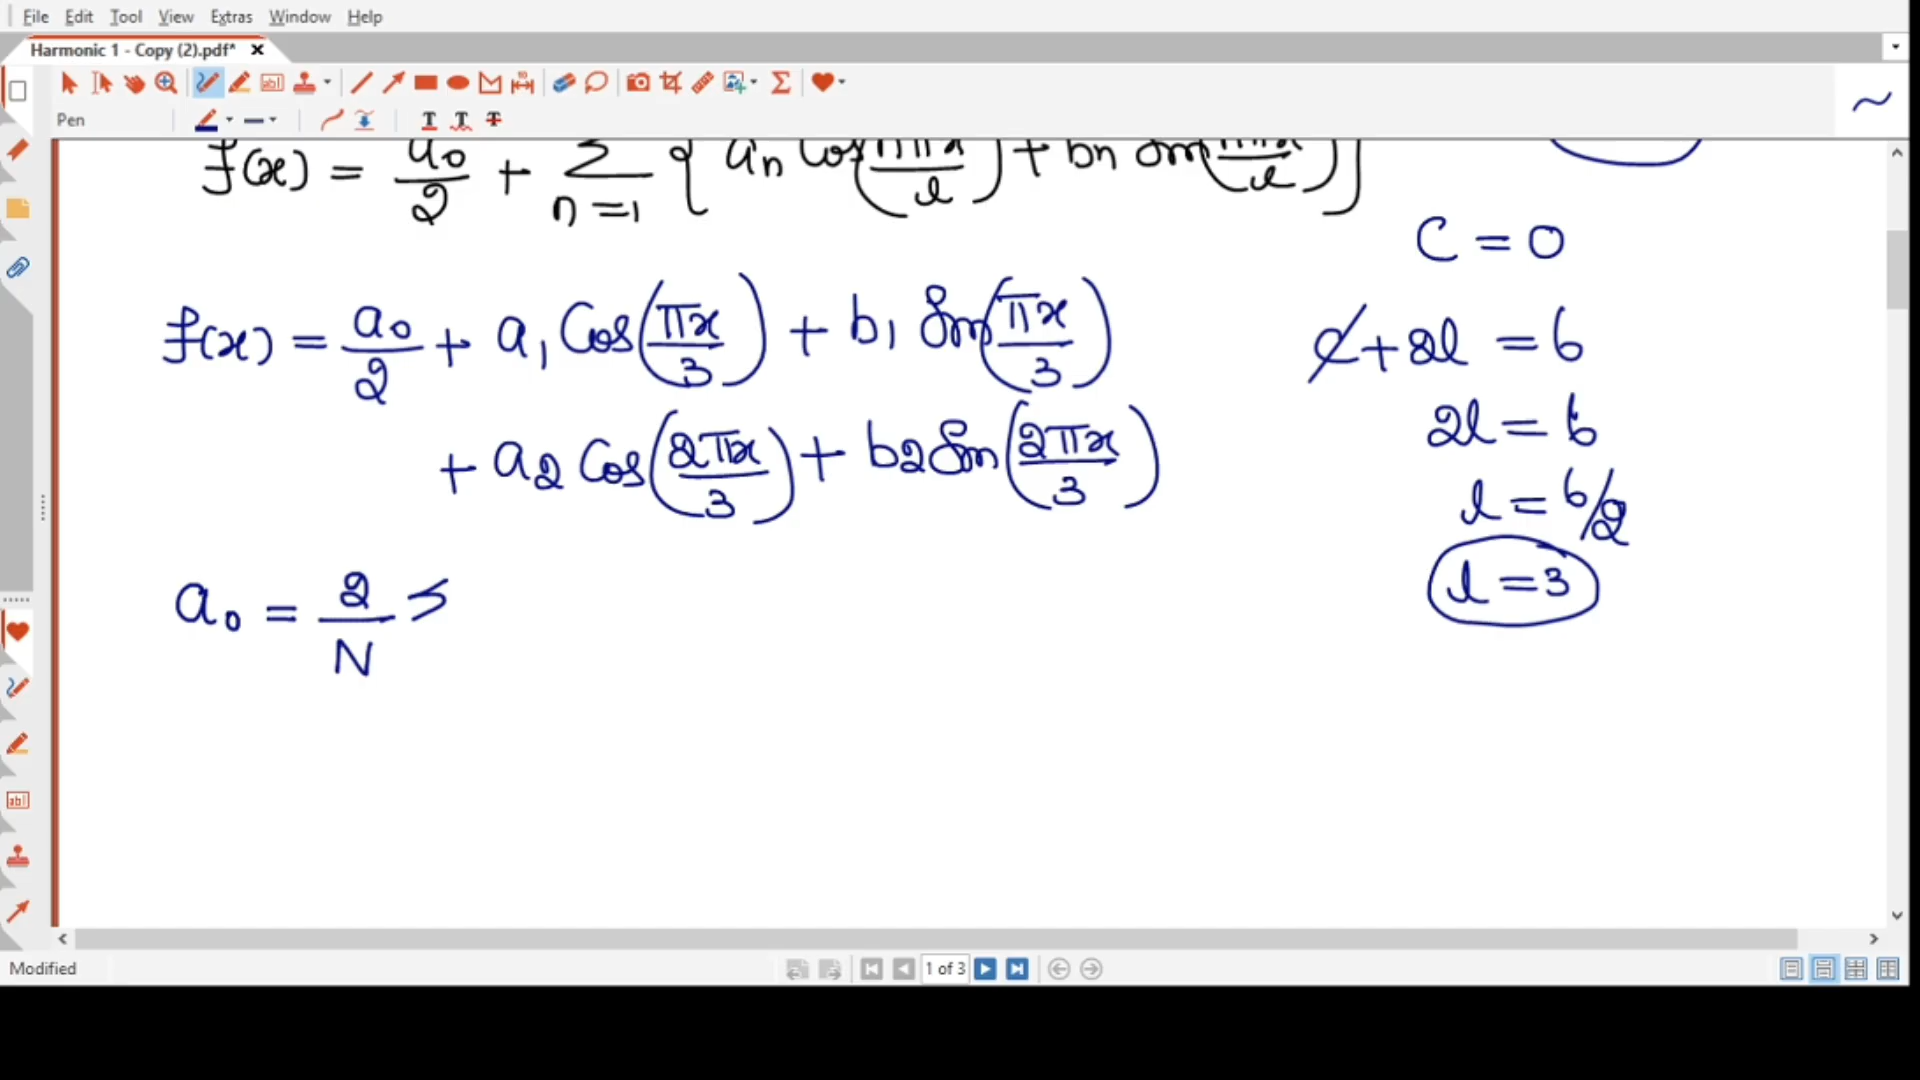 File Edit Tool View Extras Window Help
Harmonic 1 - Copy (2).pdf*
Pen
f(x) = a0/2 + Σ n=1 { an Cos(nπx/l) + bn Sin(nπx/l) }
C = 0
f(x) = a0/2 + a1 Cos(πx/3) + b1 Sin(πx/3)
C + 2l = 6
+ a2 Cos(2πx/3) + b2 Sin(2πx/3)
2l = 6
l = 6/2
l = 3
a0 = 2/N
Modified
1 of 3